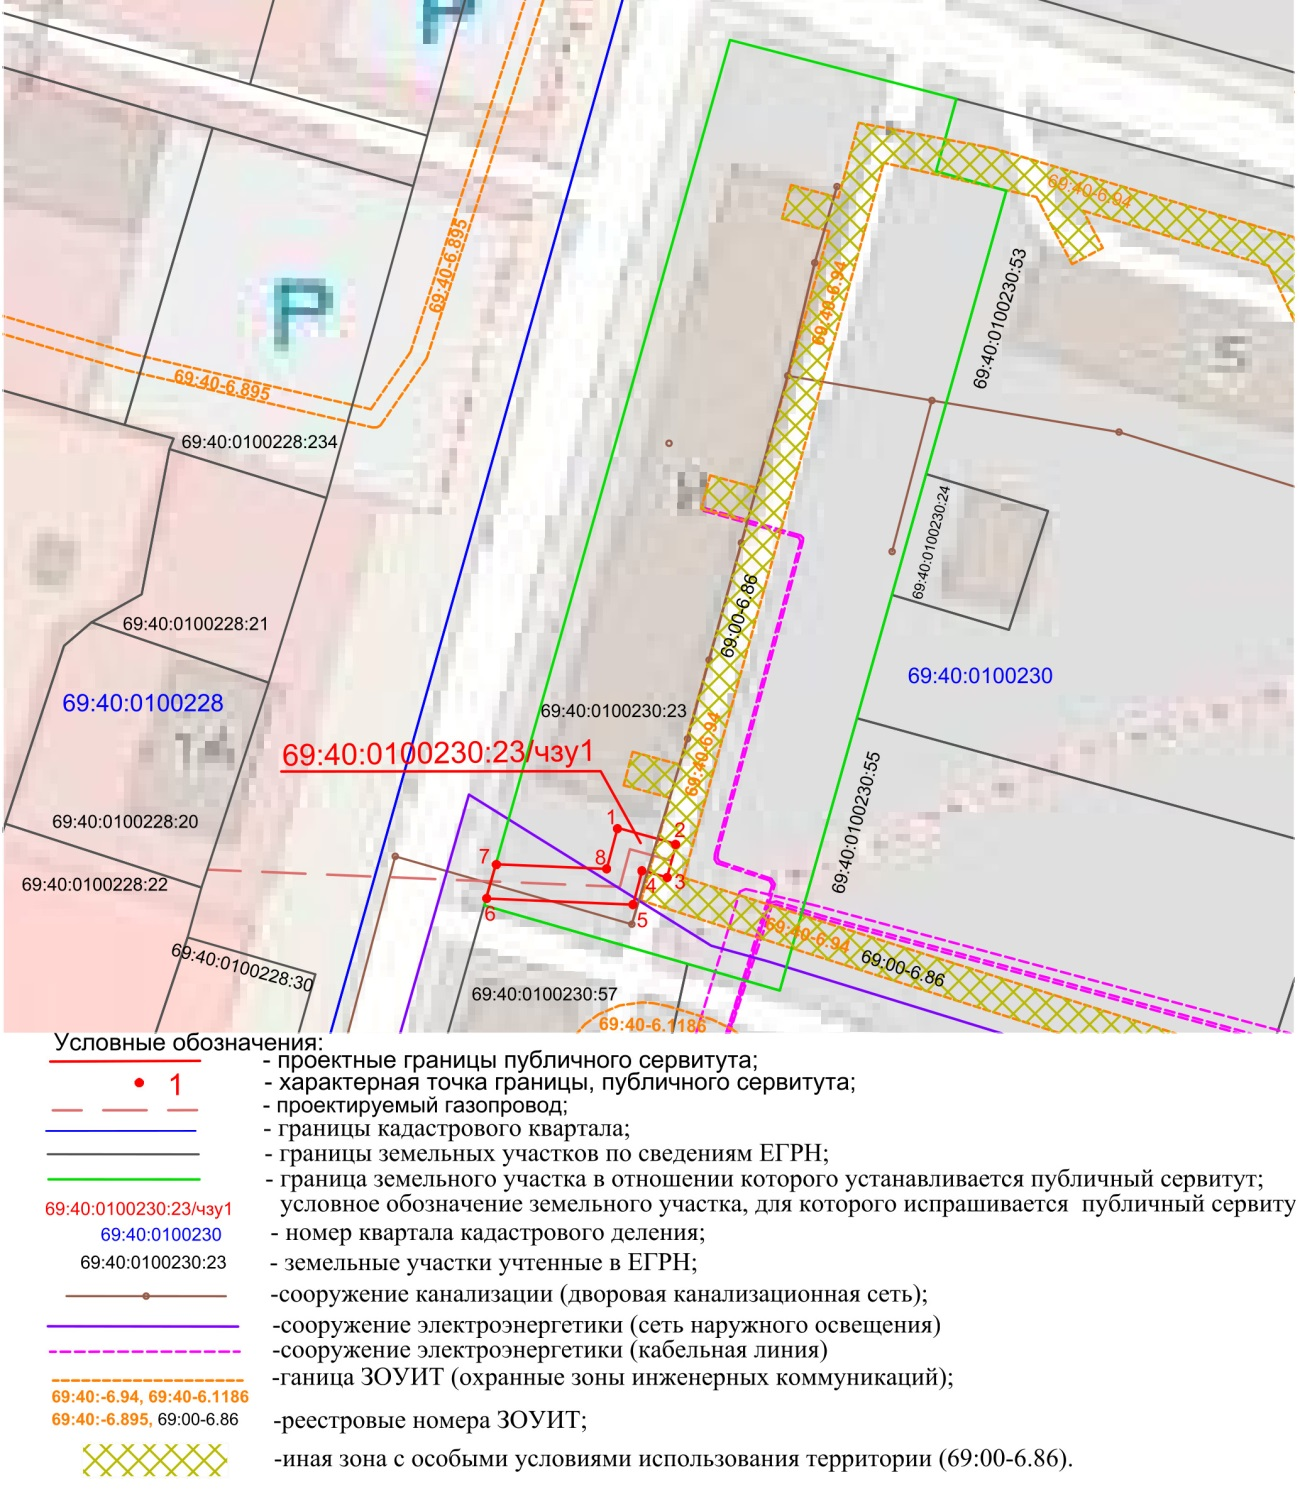 P
69:40-6.94
69:40-6.895
P
69:40:0100230:53
69:40-6.94
5
69:40-6.895
69:40:0100228:234
69:40:0100230:24
69:00-6.86
69:40:0100228:21
69:40:0100230
69:40:0100228
69:40:0100230:23
69:40-6.94
69:40:0100230:23/чзу1
69:40:0100230:55
69:40:0100228:20
1
2
7
8
3
4
69:40:0100228:22
6
5
69:40-6.94
69:00-6.86
69:40:0100228:30
69:40:0100230:57
69:40-6.1186
Условные обозначения:
- проектные границы публичного сервитута;
1 - характерная точка границы, публичного сервитута;
- проектируемый газопровод;
- границы кадастрового квартала;
- границы земельных участков по сведениям ЕГРН;
- граница земельного участка в отношении которого устанавливается публичный сервитут;
69:40:0100230:23/чзу1 условное обозначение земельного участка, для которого испрашивается публичный сервиту
69:40:0100230 - номер квартала кадастрового деления;
69:40:0100230:23 - земельные участки учтенные в ЕГРН;
-сооружение канализации (дворовая канализационная сеть);
-сооружение электроэнергетики (сеть наружного освещения)
-сооружение электроэнергетики (кабельная линия)
-ганица ЗОУИТ (охранные зоны инженерных коммуникаций);
69:40:-6.94, 69:40-6.1186
69:40:-6.895, 69:00-6.86 -реестровые номера ЗОУИТ;
-иная зона с особыми условиями использования территории (69:00-6.86).